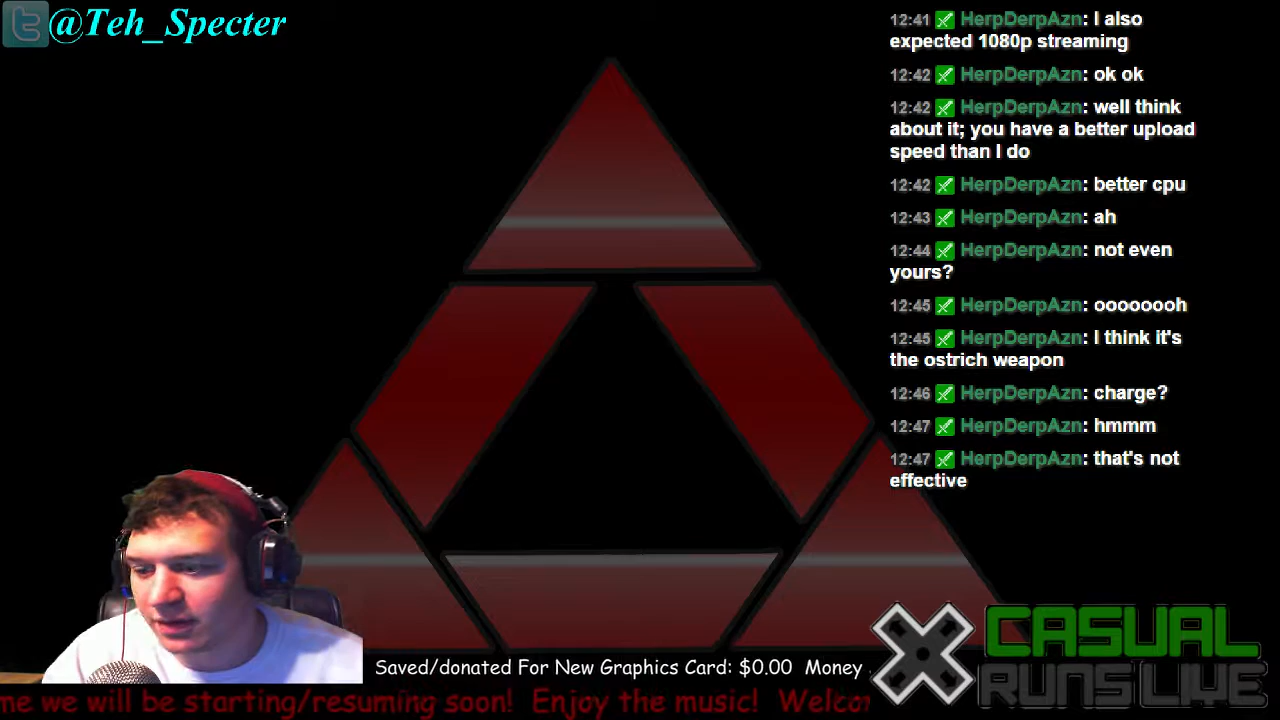 @Teh_Specter
12:41 HerpDerpAzn: I also
expected 1080p streaming
12:42 HerpDerpAzn: ok ok
12:42 HerpDerpAzn: well think
about it; you have a better upload
speed than I do
12:42 HerpDerpAzn: better cpu
12:43 HerpDerpAzn: ah
12:44 HerpDerpAzn: not even
yours?
12:45 HerpDerpAzn: oooooooh
12:45 HerpDerpAzn: I think it's
the ostrich weapon
12:46 HerpDerpAzn: charge?
12:47 HerpDerpAzn: hmmm
12:47 HerpDerpAzn: that's not
effective
CASUAL
RUNS LIVE
Saved/donated For New Graphics Card: $0.00 Money
me we will be starting/resuming soon! Enjoy the music! Welco